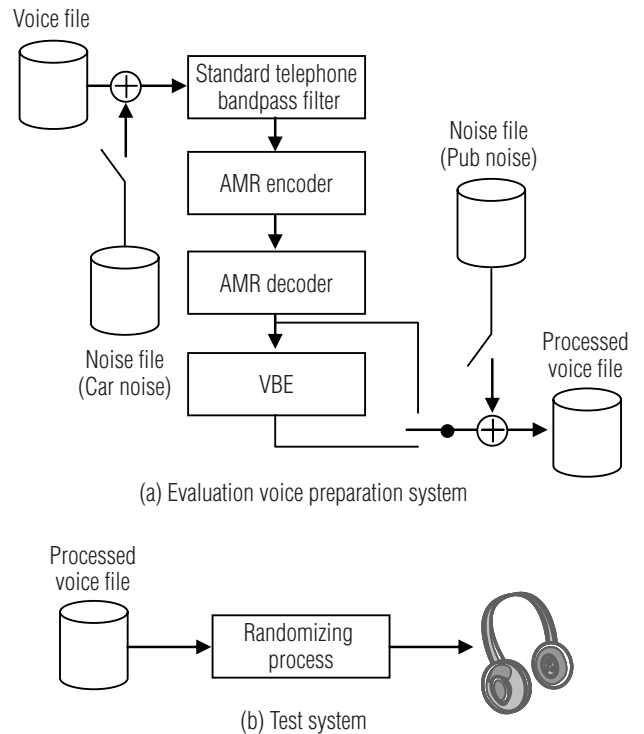 Voice file
Standard telephone
bandpass filter
Noise file
(Pub noise)
AMR encoder
AMR decoder
Noise file
(Car noise)
VBE
Processed
voice file
(a) Evaluation voice preparation system
Processed
voice file
Randomizing
process
(b) Test system